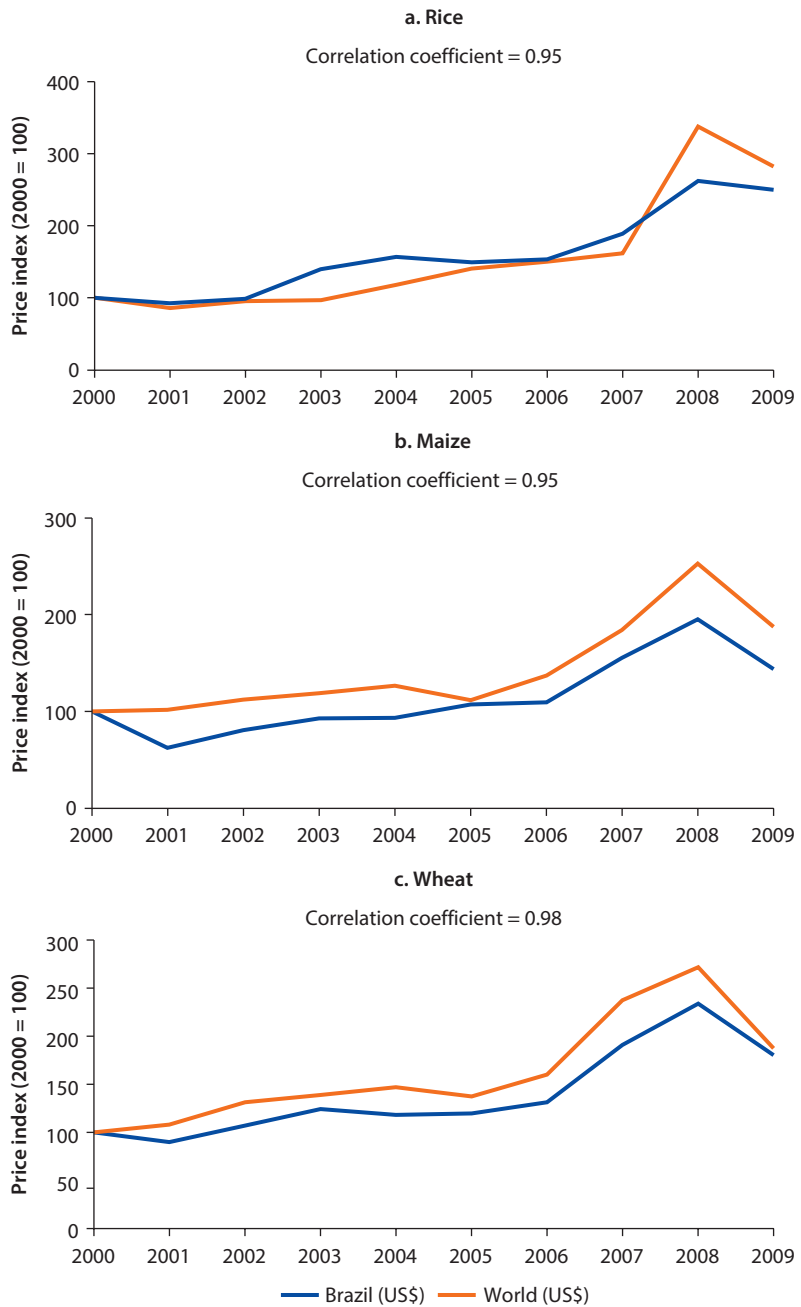 a. Rice
Correlation coefficient = 0.95
Price index (2000 = 100)
400
300
200
100
0
2000 2001 2002 2003 2004 2005 2006 2007 2008 2009
b. Maize
Correlation coefficient = 0.95
Price index (2000 = 100)
300
200
100
0
2000 2001 2002 2003 2004 2005 2006 2007 2008 2009
c. Wheat
Correlation coefficient = 0.98
Price index (2000 = 100)
300
250
200
150
100
50
0
2000 2001 2002 2003 2004 2005 2006 2007 2008 2009
Brazil (US$) World (US$)